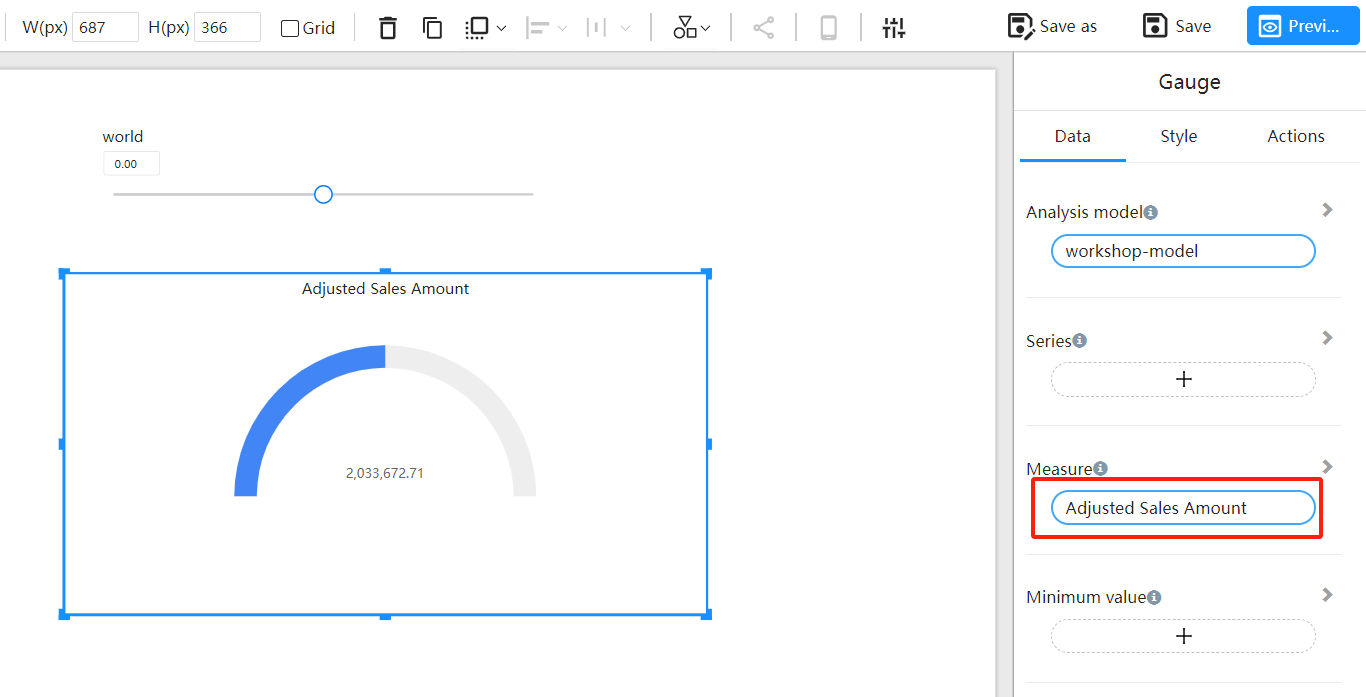 W(px) 687 H(px) 366 Grid Save as Save Previ...
world
0.00
Adjusted Sales Amount
2,033,672.71
Gauge
Data Style Actions
Analysis model
workshop-model
Series
Measure
Adjusted Sales Amount
Minimum value